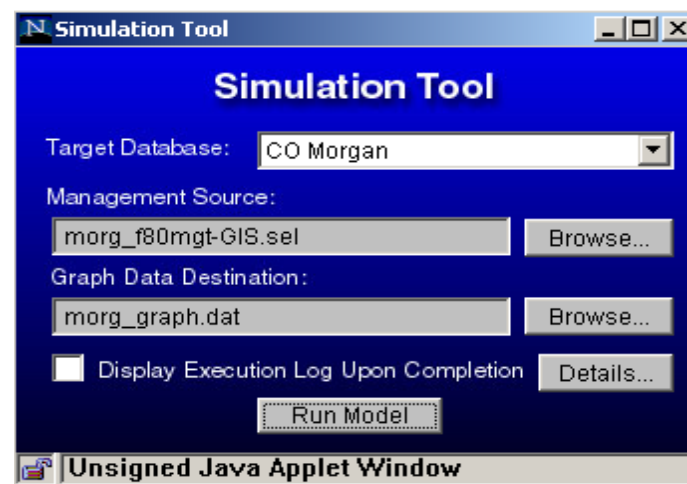 N Simulation Tool
Simulation Tool
Target Database: CO Morgan
Management Source:
morg_f80mgt-GIS.sel Browse...
Graph Data Destination:
morg_graph.dat Browse...
Display Execution Log Upon Completion Details...
Run Model
Unsigned Java Applet Window